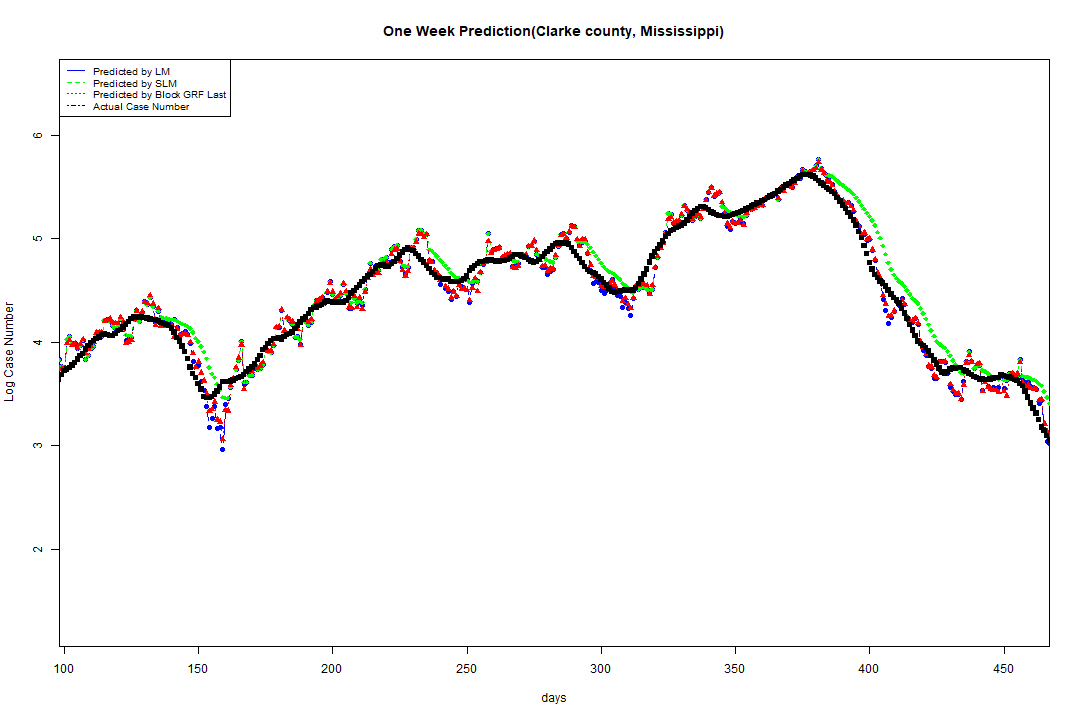 One Week Prediction(Clarke county, Mississippi)
Predicted by LM
Predicted by SLM
Predicted by Block GRF Last
Actual Case Number
6
5
4
3
2
Log Case Number
100 150 200 250 300 350 400 450
days